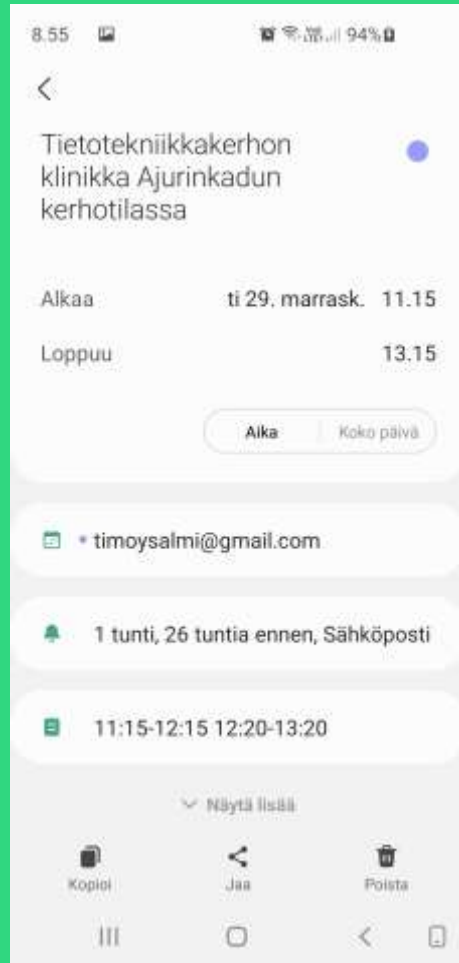 8.55 94%
Tietotekniikkakerhon
klinikka Ajurinkadun
kerhotilassa
Alkaa ti 29. marrask. 11.15
Loppuu 13.15
Aika Koko päivä
timoysalmi@gmail.com
1 tunti, 26 tuntia ennen, Sähköposti
11:15-12:15 12:20-13:20
Näytä lisää
Kopioi Jaa Poista